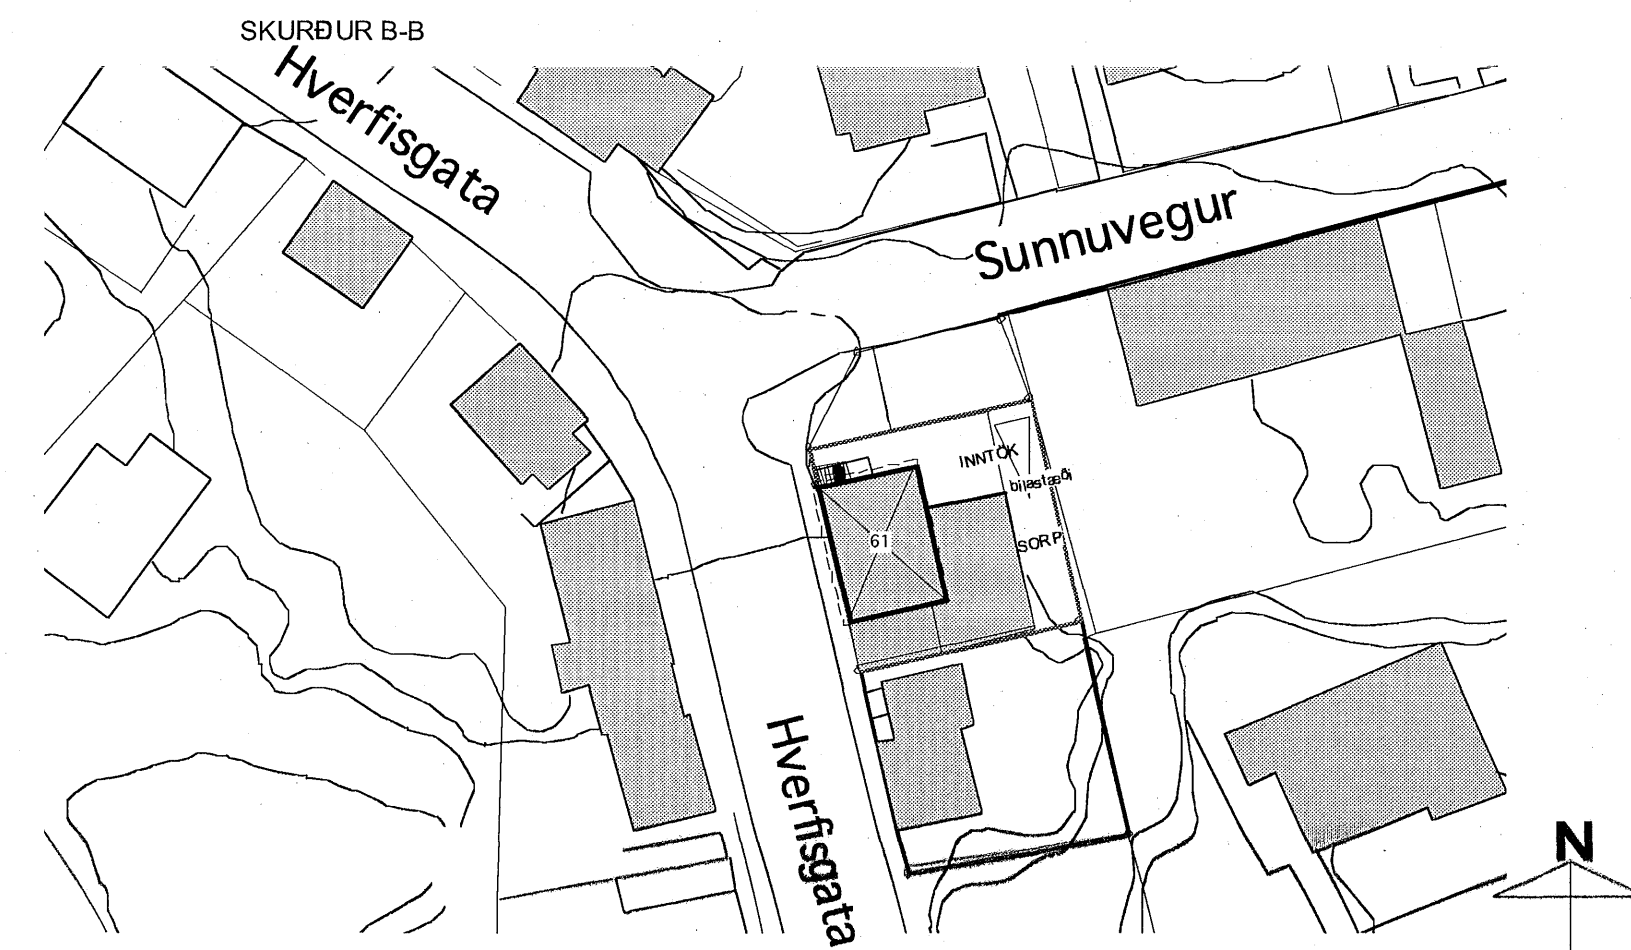 SKURÐUR B-B
Hverfisgata
Sunnuvegur
INNTÖK
bílastæði
61
SORP
Hverfisgata
N